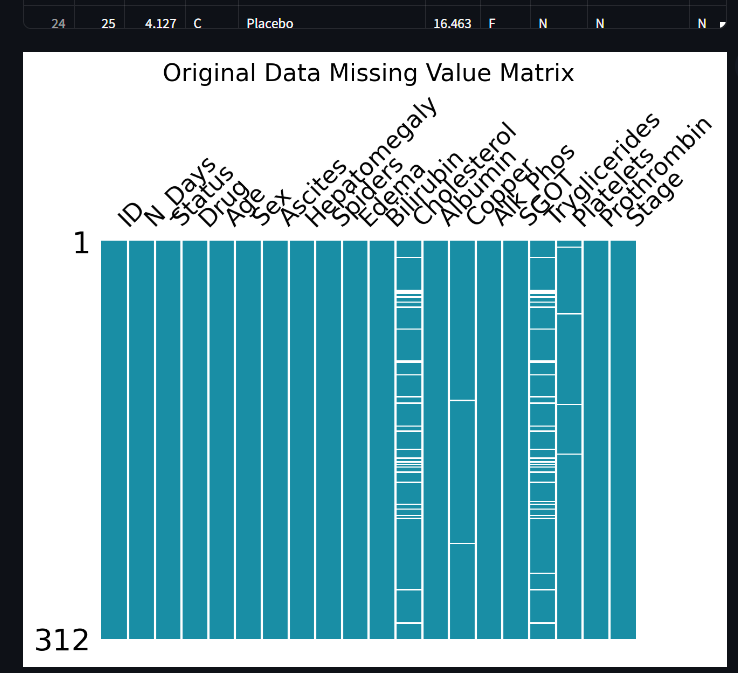 24 25 4.127 C Placebo 16.463 F N N N
Original Data Missing Value Matrix
ID
N_Days
Status
Drug
Age
Sex
Ascites
Hepatomegaly
Spiders
Edema
Bilirubin
Cholesterol
Albumin
Copper
Alk_Phos
SGOT
Tryglicerides
Platelets
Prothrombin
Stage
1
312